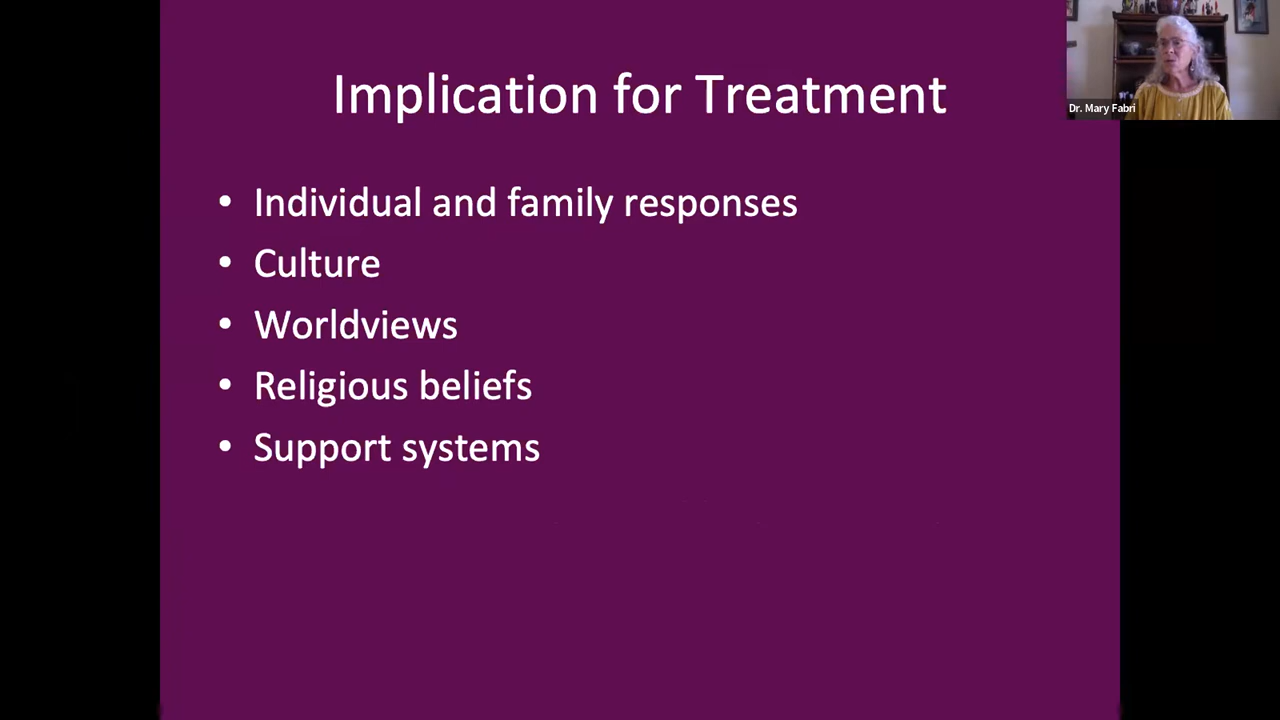 Implication for Treatment
• Individual and family responses
• Culture
• Worldviews
• Religious beliefs
• Support systems
Dr. Mary Fabri